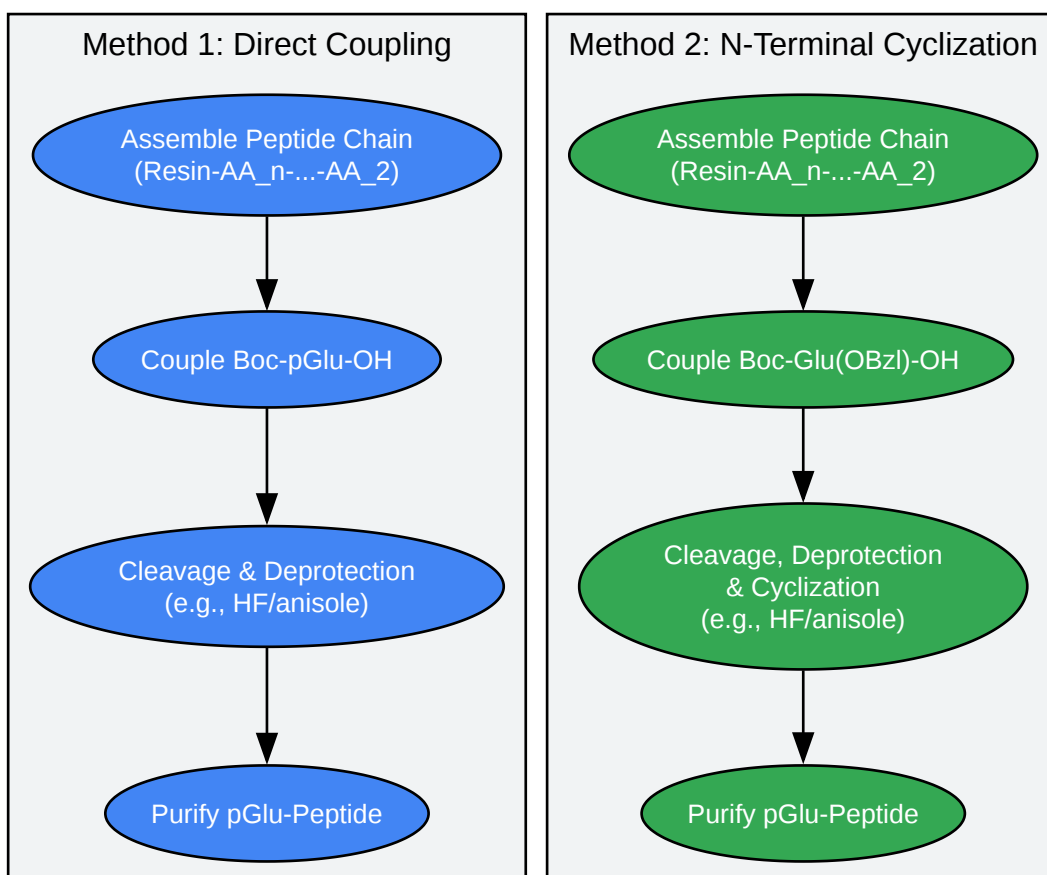 Method 1: Direct Coupling
Assemble Peptide Chain
(Resin-AA_n-...-AA_2)
Couple Boc-pGlu-OH
Cleavage & Deprotection
(e.g., HF/anisole)
Purify pGlu-Peptide
Method 2: N-Terminal Cyclization
Assemble Peptide Chain
(Resin-AA_n-...-AA_2)
Couple Boc-Glu(OBzl)-OH
Cleavage, Deprotection
& Cyclization
(e.g., HF/anisole)
Purify pGlu-Peptide